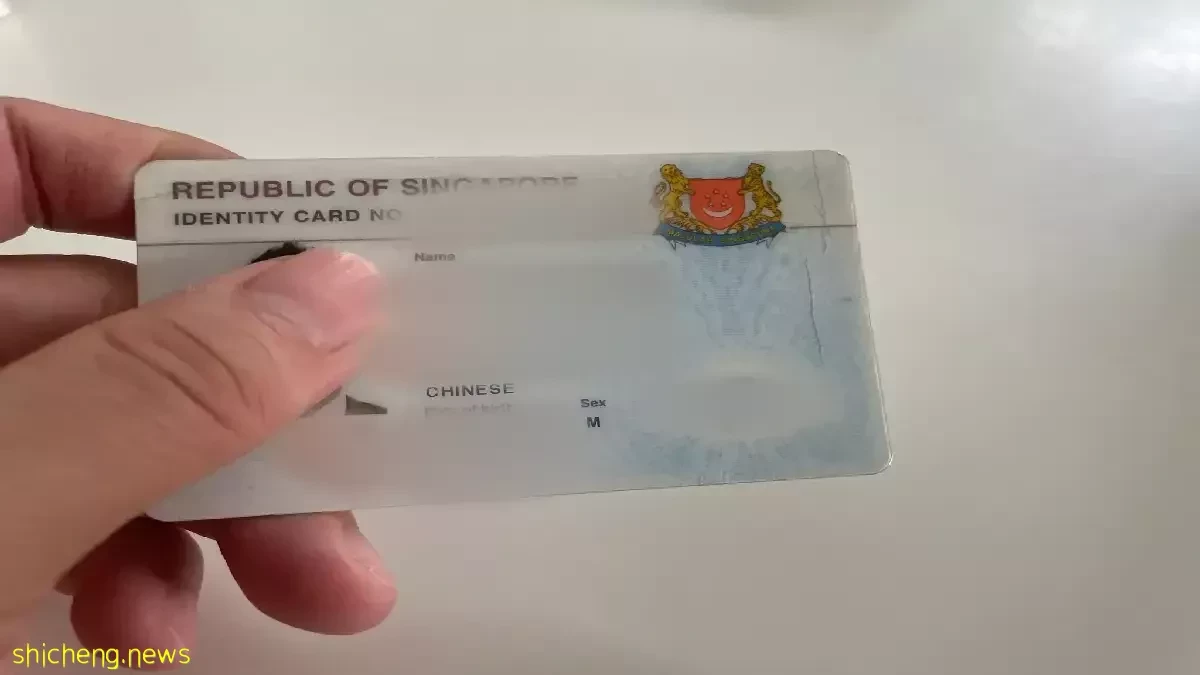 REPUBLIC OF SINGAPORE
IDENTITY CARD NO
Name
CHINESE
Sex
M
shicheng.news